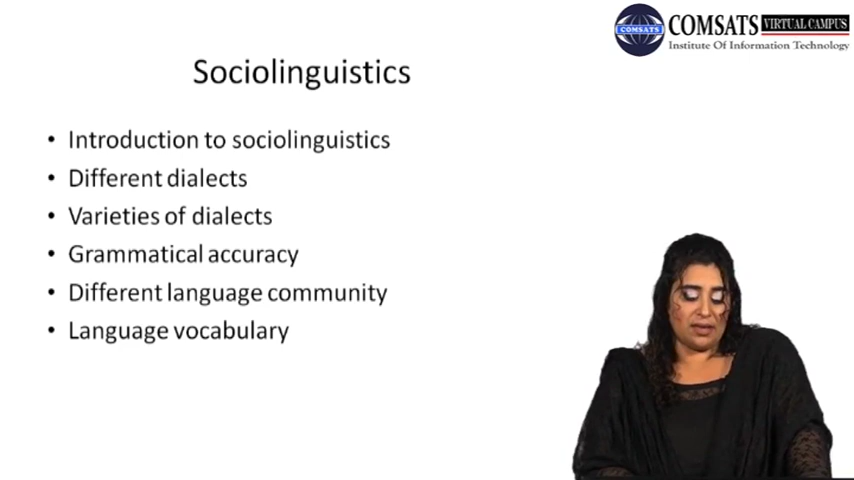 COMSATS VIRTUAL CAMPUS
COMSATS
Institute Of Information Technology
Sociolinguistics
• Introduction to sociolinguistics
• Different dialects
• Varieties of dialects
• Grammatical accuracy
• Different language community
• Language vocabulary